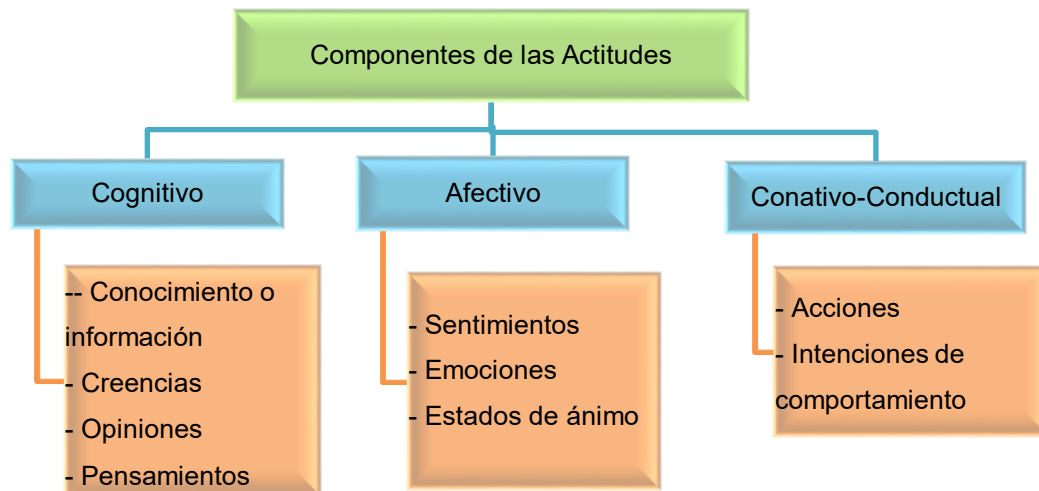 Componentes de las Actitudes
Cognitivo
Afectivo
Conativo-Conductual
-- Conocimiento o
información
- Creencias
- Opiniones
- Pensamientos
- Sentimientos
- Emociones
- Estados de ánimo
- Acciones
- Intenciones de
comportamiento